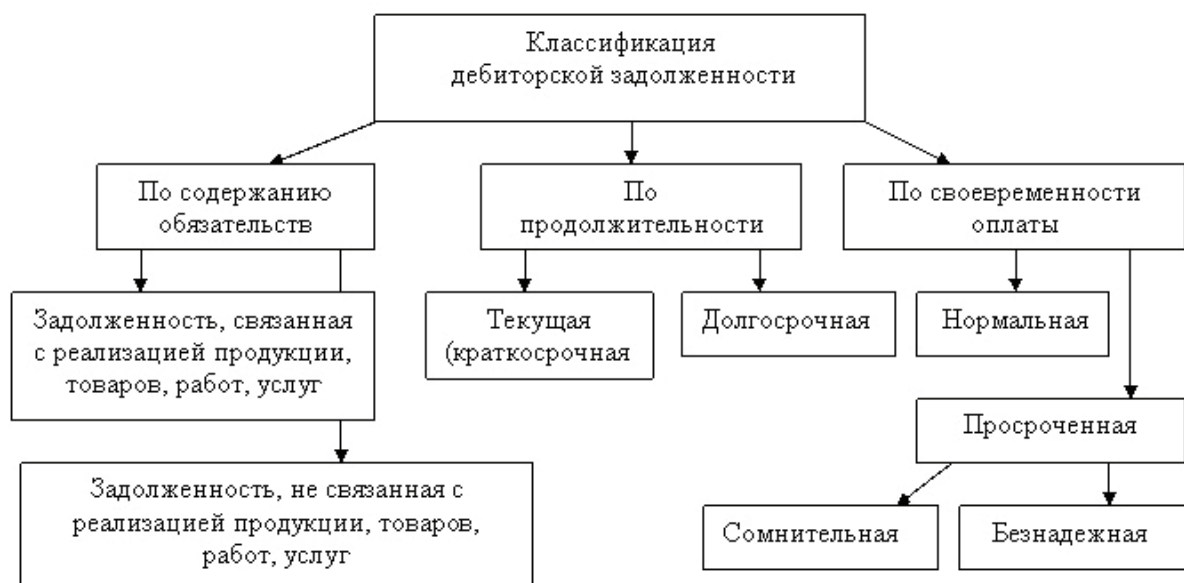 Классификация
дебиторской задолженности
По содержанию
обязательств
По
продолжительности
По своевременности
оплаты
Задолженность, связанная
с реализацией продукции,
товаров, работ, услуг
Текущая
(краткосрочная
Долгосрочная
Нормальная
Просроченная
Задолженность, не связанная с
реализацией продукции, товаров,
работ, услуг
Сомнительная
Безнадежная